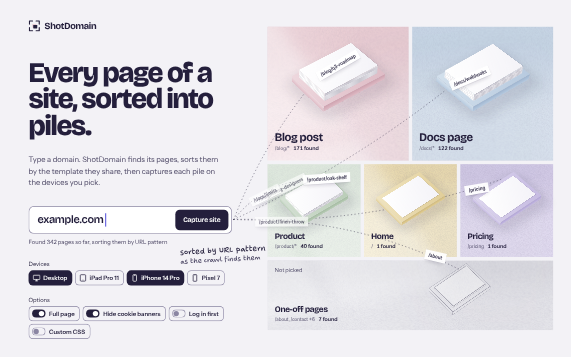 ShotDomain
Every page of a
site, sorted into
piles.
Type a domain. ShotDomain finds its pages, sorts them
by the template they share, then captures each pile on
the devices you pick.
example.com
Capture site
Found 342 pages so far, sorting them by URL pattern
sorted by URL pattern
as the crawl finds them
Devices
Desktop
iPad Pro 11
iPhone 14 Pro
Pixel 7
Options
Full page
Hide cookie banners
Log in first
Custom CSS
Blog post
/blog/* 171 found
Docs page
/docs/* 122 found
/docs/webhooks
/product/oak-shelf
/product/linen-throw
Product
/product/* 40 found
Home
/ 1 found
/pricing
Pricing
/pricing 1 found
/about
Not picked
One-off pages
/about, /contact +6 7 found